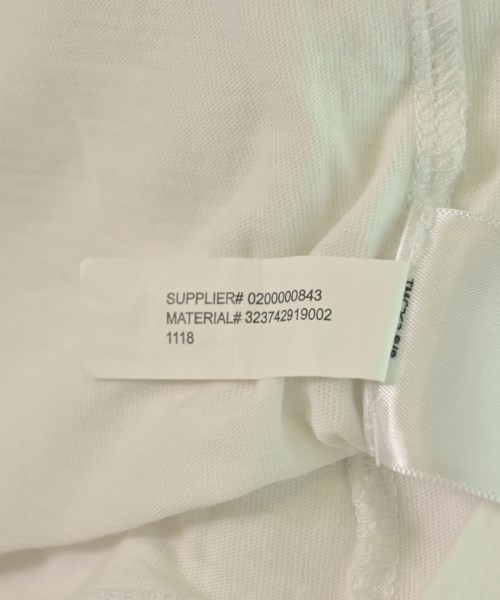 SUPPLIER# 0200000843
MATERIAL# 323742919002
1118